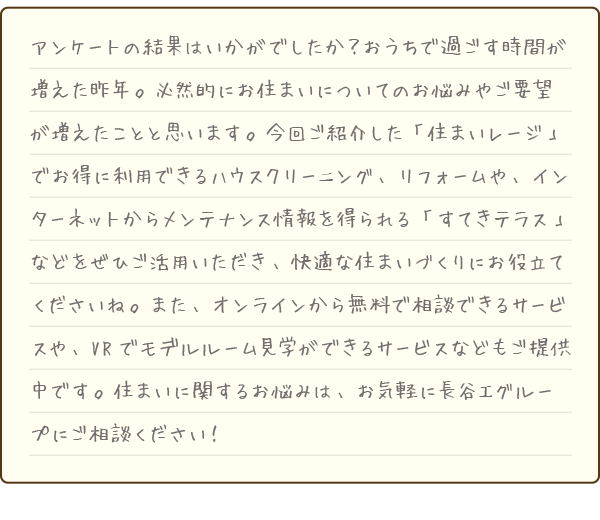 アンケートの結果はいかがでしたか?おうちで過ごす時間が
増えた昨年。必然的にお住まいについてのお悩みやご要望
が増えたことと思います。今回ご紹介した「住まいレージ」
でお得に利用できるハウスクリーニング、リフォームや、イン
ターネットからメンテナンス情報を得られる「すてきテラス」
などをぜひご活用いただき、快適な住まいづくりにお役立て
くださいね。また、オンラインから無料で相談できるサービ
スや、VRでモデルルーム見学ができるサービスなどもご提供
中です。住まいに関するお悩みは、お気軽に長谷工グルー
プにご相談ください!